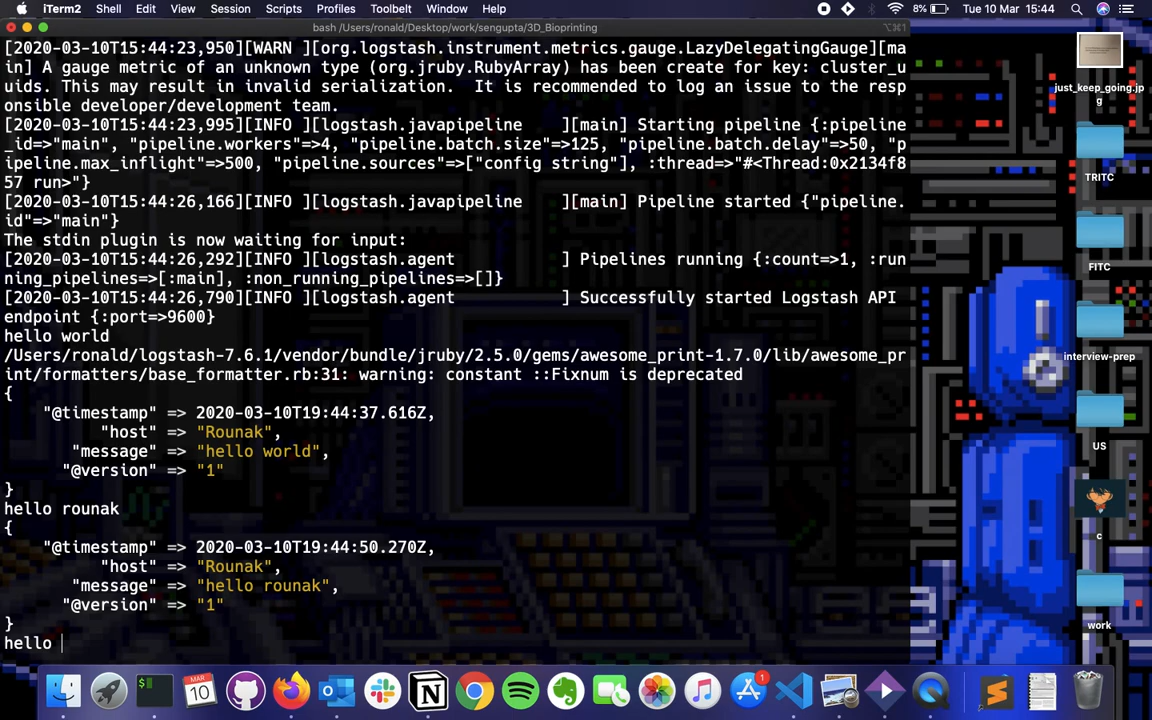 iTerm2 Shell Edit View Session Scripts Profiles Toolbelt Window Help 8% Tue 10 Mar 15:44
bash /Users/ronald/Desktop/work/sengupta/3D_Bioprinting ⌥⌘1
[2020-03-10T15:44:23,950][WARN ][org.logstash.instrument.metrics.gauge.LazyDelegatingGauge][ma
in] A gauge metric of an unknown type (org.jruby.RubyArray) has been create for key: cluster_u
uids. This may result in invalid serialization.  It is recommended to log an issue to the resp
onsible developer/development team.
[2020-03-10T15:44:23,995][INFO ][logstash.javapipeline    ][main] Starting pipeline {:pipeline
_id=>"main", "pipeline.workers"=>4, "pipeline.batch.size"=>125, "pipeline.batch.delay"=>50, "p
ipeline.max_inflight"=>500, "pipeline.sources"=>["config string"], :thread=>"#<Thread:0x2134f8
57 run>"}
[2020-03-10T15:44:26,166][INFO ][logstash.javapipeline    ][main] Pipeline started {"pipeline.
id"=>"main"}
The stdin plugin is now waiting for input:
[2020-03-10T15:44:26,292][INFO ][logstash.agent           ] Pipelines running {:count=>1, :run
ning_pipelines=>[:main], :non_running_pipelines=>[]}
[2020-03-10T15:44:26,790][INFO ][logstash.agent           ] Successfully started Logstash API
endpoint {:port=>9600}
hello world
/Users/ronald/logstash-7.6.1/vendor/bundle/jruby/2.5.0/gems/awesome_print-1.7.0/lib/awesome_pr
int/formatters/base_formatter.rb:31: warning: constant ::Fixnum is deprecated
{
    "@timestamp" => 2020-03-10T19:44:37.616Z,
          "host" => "Rounak",
       "message" => "hello world",
      "@version" => "1"
}
hello rounak
{
    "@timestamp" => 2020-03-10T19:44:50.270Z,
          "host" => "Rounak",
       "message" => "hello rounak",
      "@version" => "1"
}
hello
just_keep_going.jp
g
TRITC
FITC
interview-prep
US
c
work
$
MAR
10
1